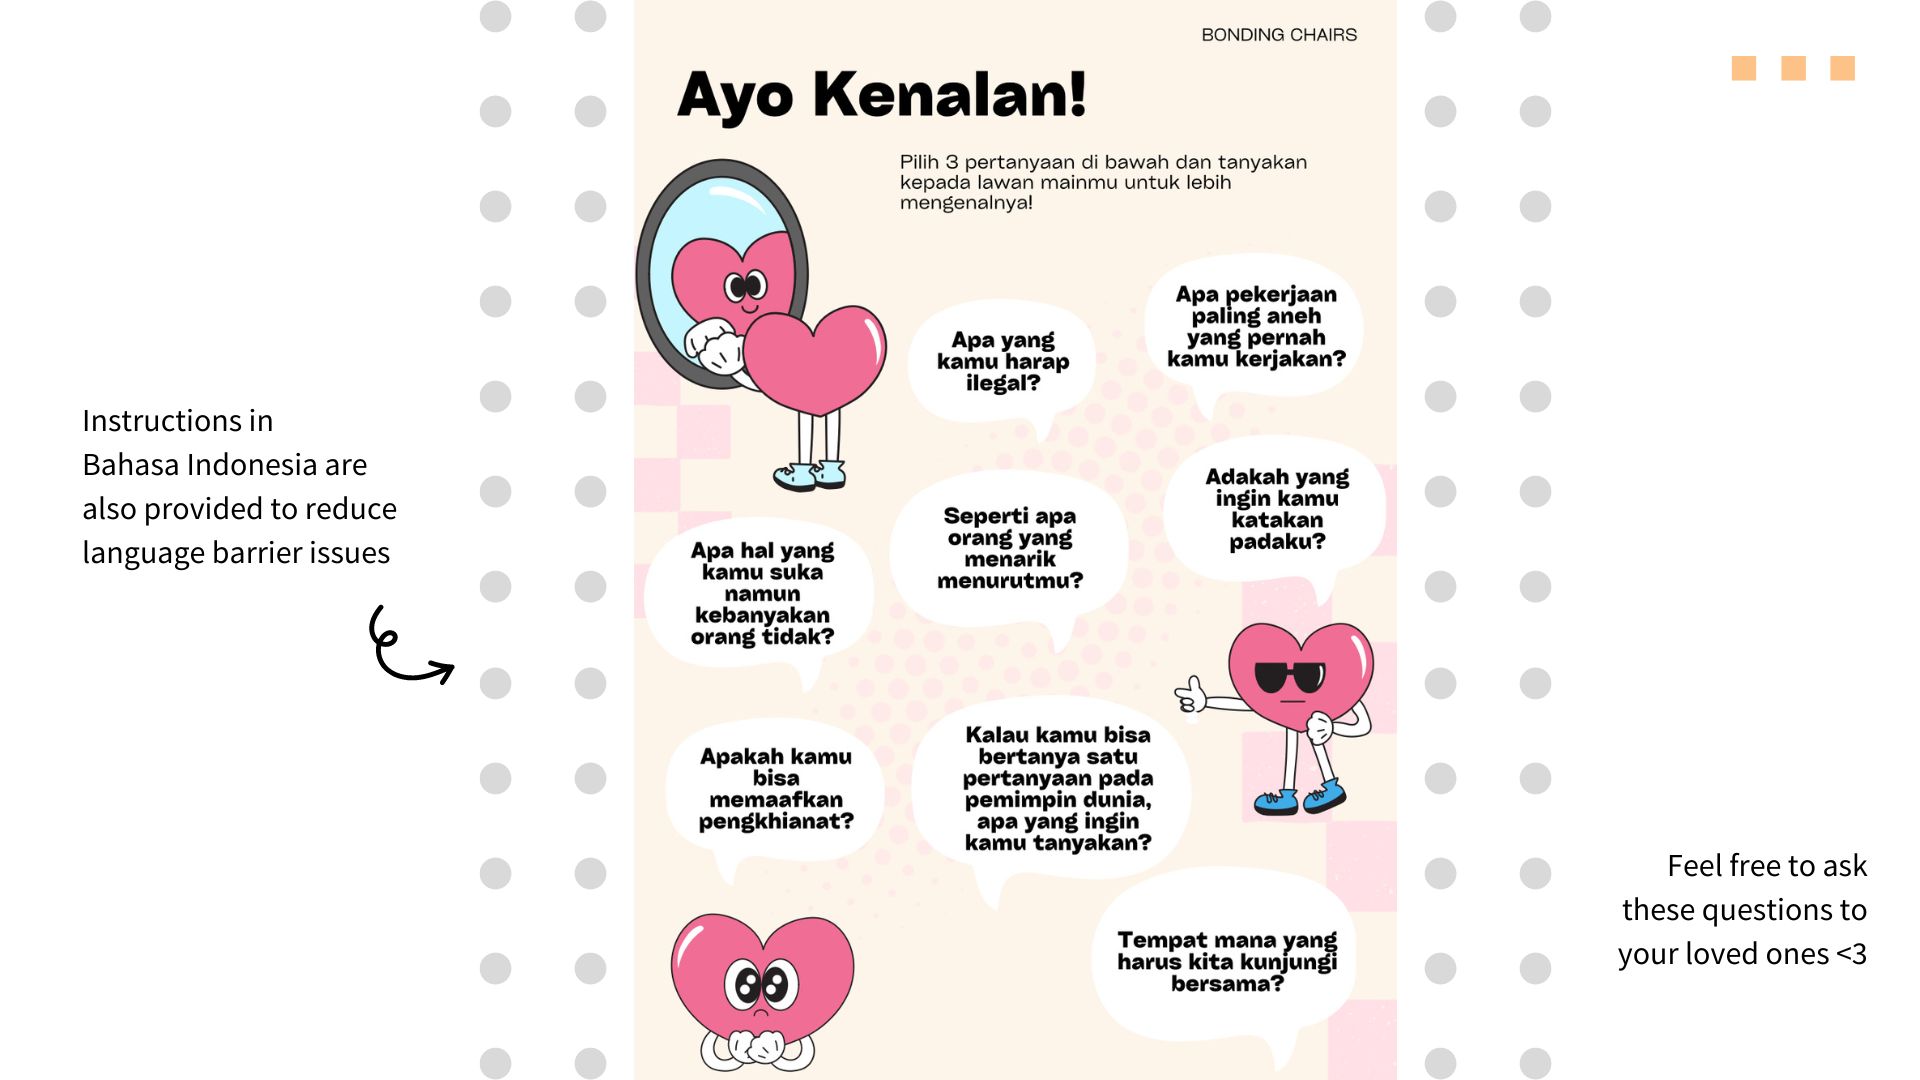 BONDING CHAIRS
Ayo Kenalan!
Pilih 3 pertanyaan di bawah dan tanyakan
kepada lawan mainmu untuk lebih
mengenalnya!
Apa yang
kamu harap
ilegal?
Apa pekerjaan
paling aneh
yang pernah
kamu kerjakan?
Apa hal yang
kamu suka
namun
kebanyakan
orang tidak?
Seperti apa
orang yang
menarik
menurutmu?
Adakah yang
ingin kamu
katakan
padaku?
Apakah kamu
bisa
memaafkan
pengkhianat?
Kalau kamu bisa
bertanya satu
pertanyaan pada
pemimpin dunia,
apa yang ingin
kamu tanyakan?
Tempat mana yang
harus kita kunjungi
bersama?
Instructions in
Bahasa Indonesia are
also provided to reduce
language barrier issues
Feel free to ask
these questions to
your loved ones <3